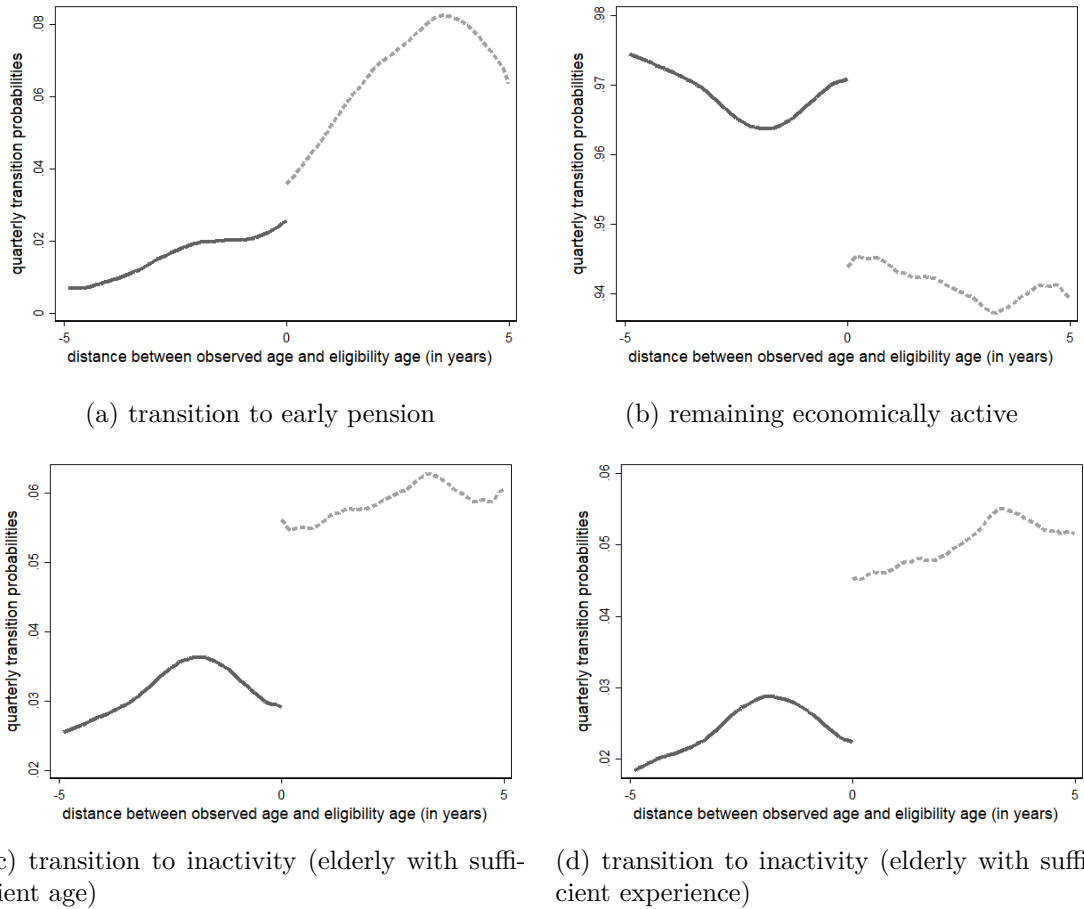 quarterly transition probabilities
.08
.06
.04
.02
0
-5 0 5
distance between observed age and eligibility age (in years)
(a) transition to early pension
quarterly transition probabilities
.98
.97
.96
.95
.94
-5 0 5
distance between observed age and eligibility age (in years)
(b) remaining economically active
quarterly transition probabilities
.06
.05
.04
.03
.02
-5 0 5
distance between observed age and eligibility age (in years)
c) transition to inactivity (elderly with suffi-
ient age)
quarterly transition probabilities
.06
.05
.04
.03
.02
-5 0 5
distance between observed age and eligibility age (in years)
(d) transition to inactivity (elderly with suffi
cient experience)